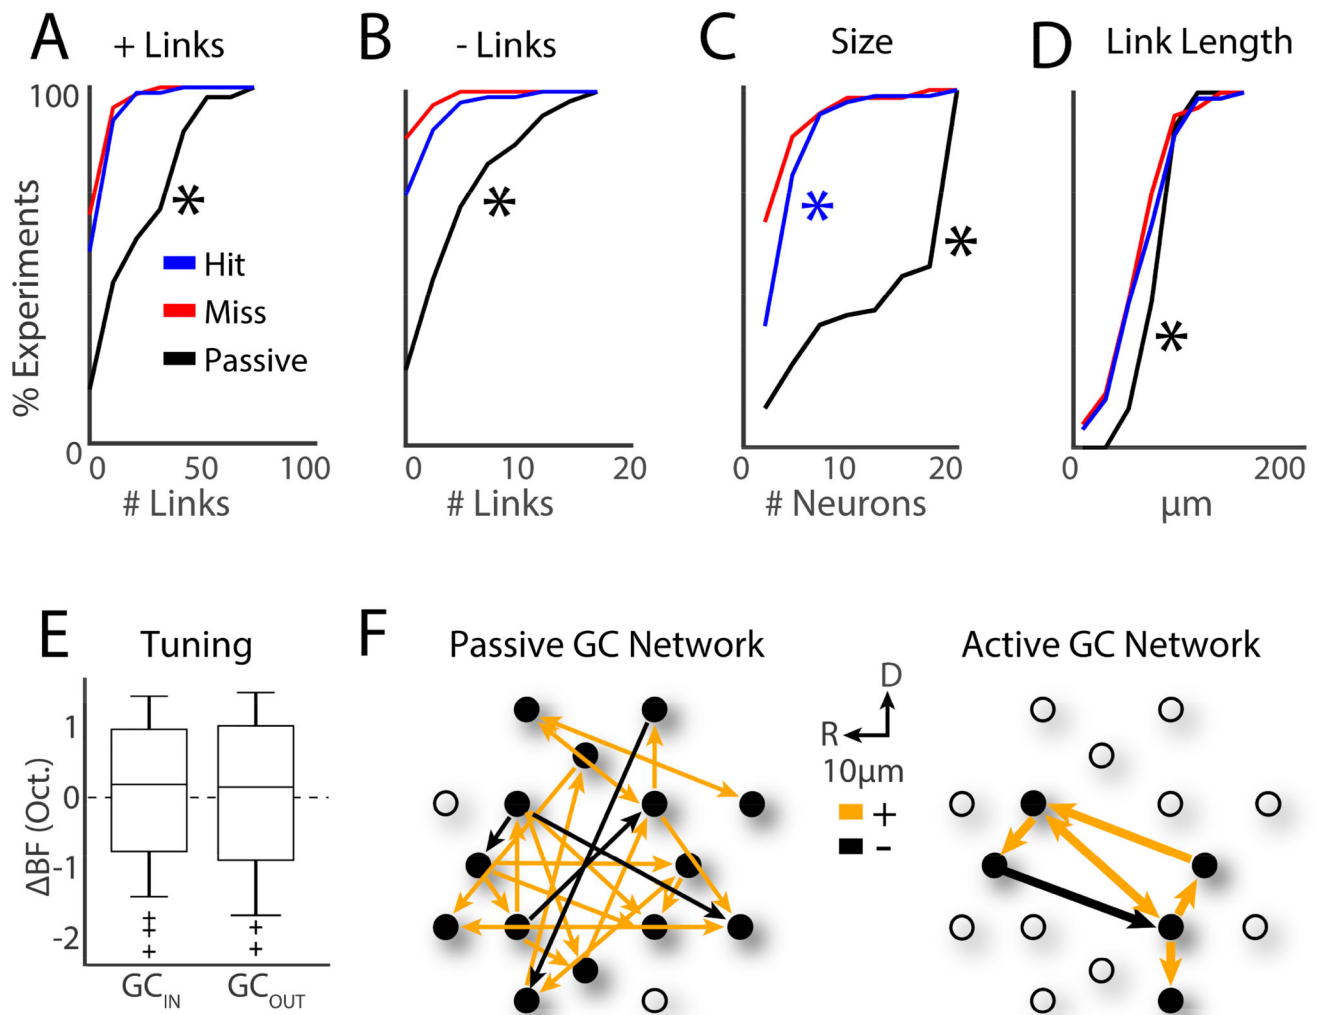 A + Links
B - Links
C Size
D Link Length
% Experiments
100
0
Hit
Miss
Passive
*
0 50 100
# Links
*
0 10 20
# Links
*
*
0 10 20
# Neurons
*
0 200
µm
E Tuning
ΔBF (Oct.)
1
0
-1
-2
GCIN GCOUT
F Passive GC Network
D
R
10µm
+
-
Active GC Network